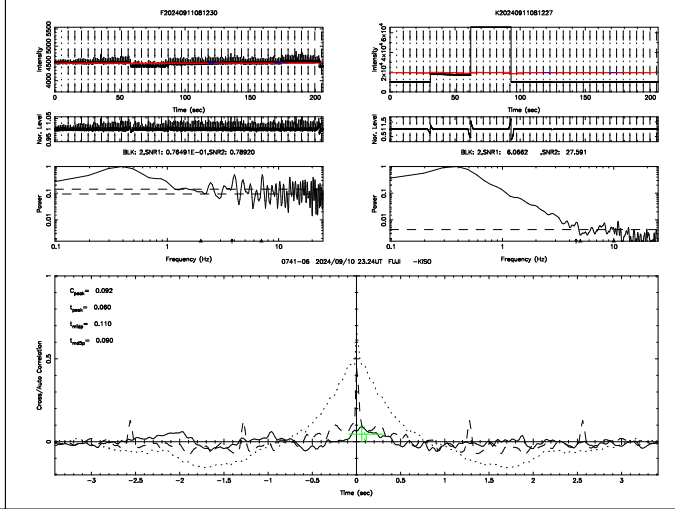 F20240911081230
K20240911081227
Intensity
4000 4500 5000 5500
0 50 100 150 200
Time (sec)
Intensity
0 2×10⁴ 4×10⁴ 6×10⁴
0 50 100 150 200
Time (sec)
Nor. Level
0.95 1 1.05
Nor. Level
0.5 1 1.5
BLK: 2,SNR1: 0.76491E-01,SNR2: 0.78920
BLK: 2,SNR1: 6.0662 ,SNR2: 27.591
Power
1
0.1
0.01
0.1 1 10
Frequency (Hz)
Power
1
0.1
0.01
0.1 1 10
Frequency (Hz)
0741-06 2024/09/10 23.24UT FUJI -KISO
Cpeak= 0.092
tpeak= 0.060
tmidp= 0.110
tmd5p= 0.090
Cross/Auto Correlation
1
0.5
0
-3 -2.5 -2 -1.5 -1 -0.5 0 0.5 1 1.5 2 2.5 3
Time (sec)